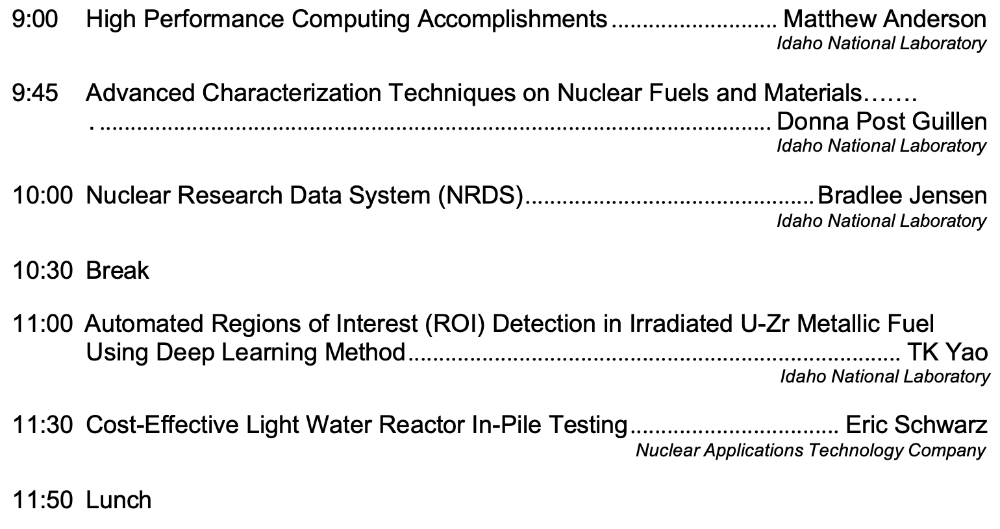 9:00 High Performance Computing Accomplishments .......................... Matthew Anderson
Idaho National Laboratory
9:45 Advanced Characterization Techniques on Nuclear Fuels and Materials…….
. ............................................................................................................ Donna Post Guillen
Idaho National Laboratory
10:00 Nuclear Research Data System (NRDS)............................................... Bradlee Jensen
Idaho National Laboratory
10:30 Break
11:00 Automated Regions of Interest (ROI) Detection in Irradiated U-Zr Metallic Fuel
Using Deep Learning Method................................................................................ TK Yao
Idaho National Laboratory
11:30 Cost-Effective Light Water Reactor In-Pile Testing.................................. Eric Schwarz
Nuclear Applications Technology Company
11:50 Lunch